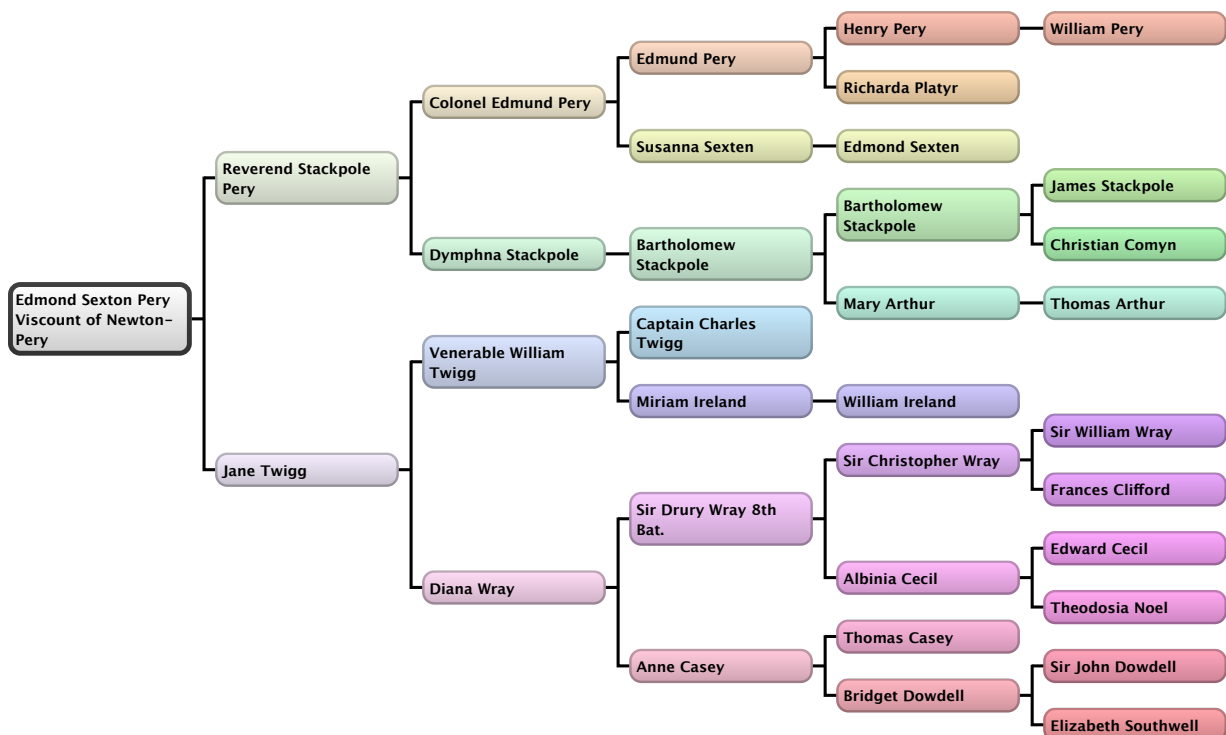 Henry Pery
William Pery
Edmund Pery
Richarda Platyr
Colonel Edmund Pery
Susanna Sexten
Edmond Sexten
Reverend Stackpole
Pery
James Stackpole
Bartholomew
Stackpole
Christian Comyn
Dymphna Stackpole
Bartholomew
Stackpole
Mary Arthur
Thomas Arthur
Edmond Sexton Pery
Viscount of Newton-
Pery
Captain Charles
Twigg
Venerable William
Twigg
Miriam Ireland
William Ireland
Jane Twigg
Sir William Wray
Sir Christopher Wray
Frances Clifford
Sir Drury Wray 8th
Bat.
Edward Cecil
Albinia Cecil
Theodosia Noel
Diana Wray
Thomas Casey
Anne Casey
Sir John Dowdell
Bridget Dowdell
Elizabeth Southwell